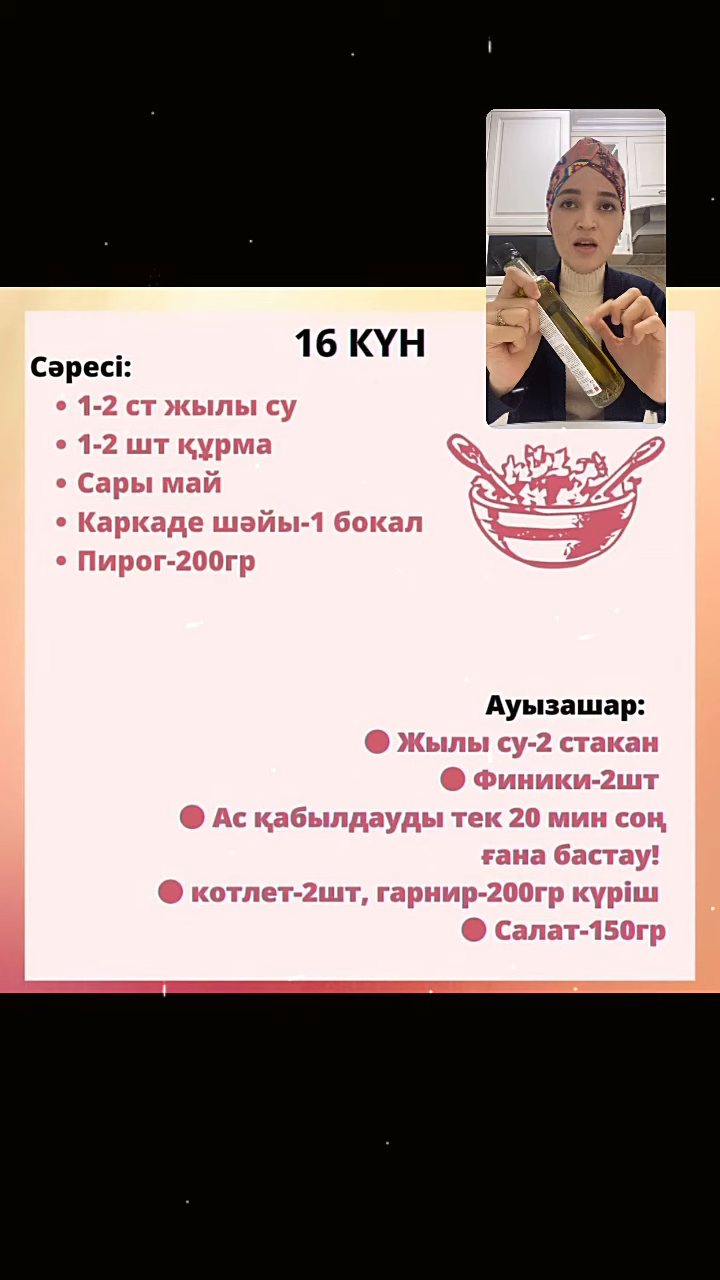 16 КҮН
Сәресі:
• 1-2 ст жылы су
• 1-2 шт құрма
• Сары май
• Каркаде шәйы-1 бокал
• Пирог-200гр
Ауызашар:
● Жылы су-2 стакан
● Финики-2шт
● Ас қабылдауды тек 20 мин соң
ғана бастау!
● котлет-2шт, гарнир-200гр күріш
● Салат-150гр